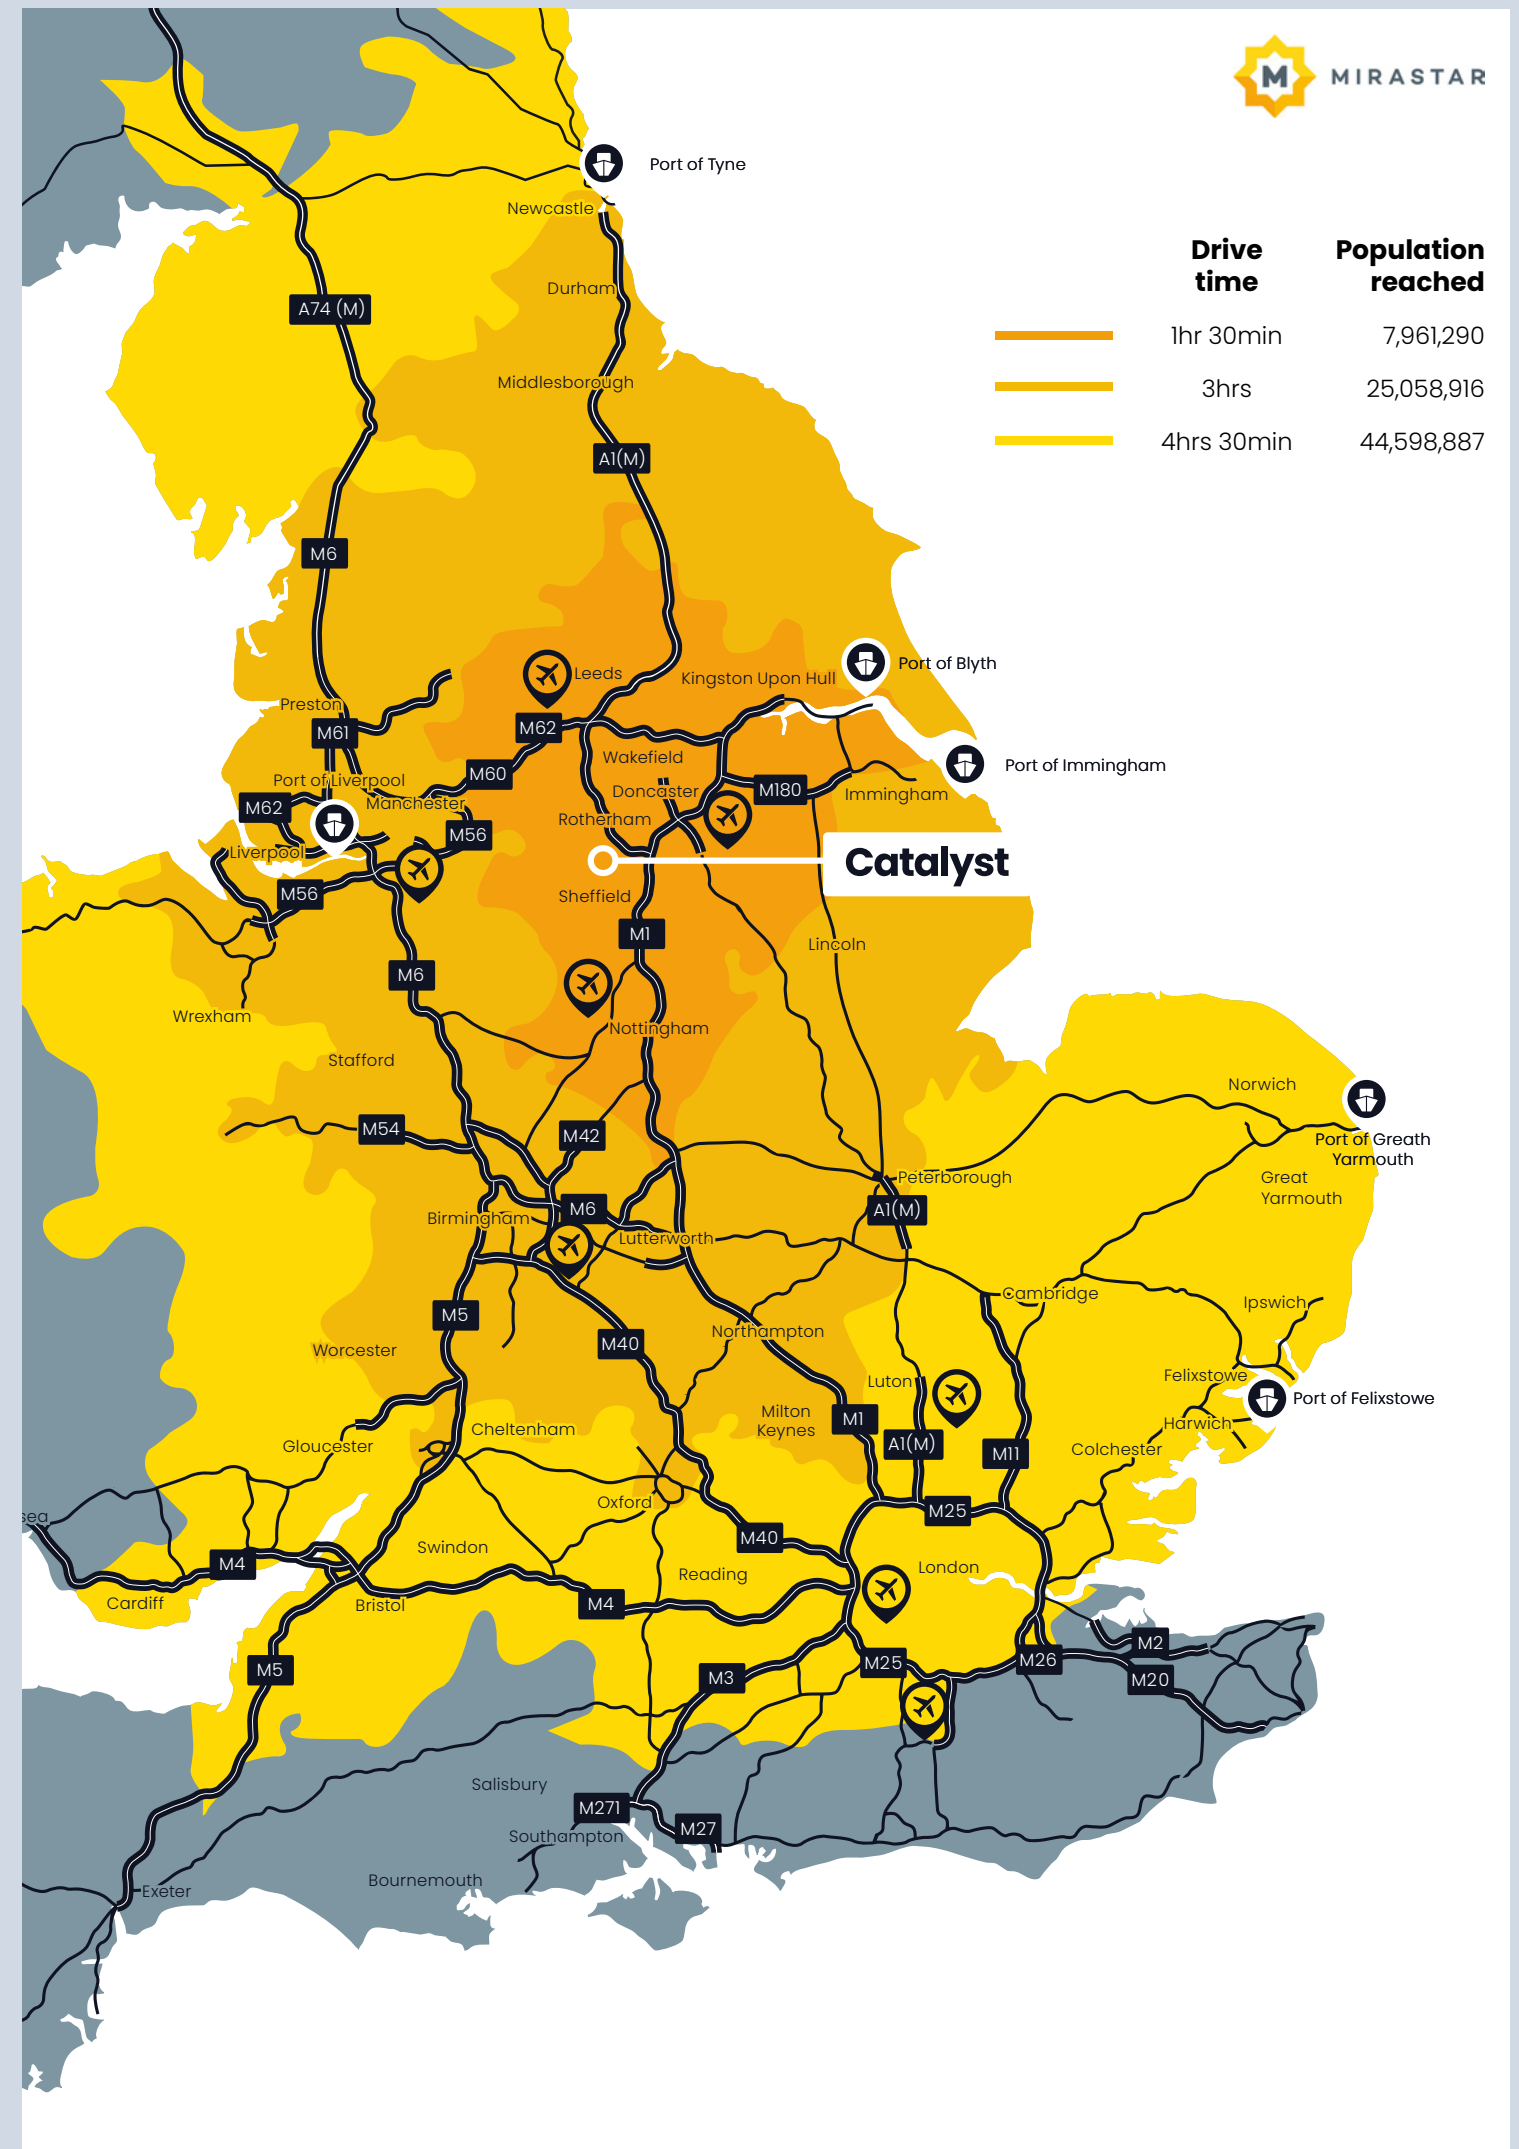 MIRASTAR
Port of Tyne
Newcastle
Drive time
Population reached
Durham
A74 (M)
1hr 30min
7,961,290
Middlesborough
3hrs
25,058,916
4hrs 30min
44,598,887
A1(M)
M6
Port of Blyth
Leeds
Kingston Upon Hull
Preston
M62
M61
Wakefield
Port of Immingham
M60
Port of Liverpool
Doncaster
M180
Immingham
Manchester
M62
Rotherham
M56
Liverpool
Catalyst
M56
Sheffield
M1
Lincoln
M6
Wrexham
Nottingham
Stafford
Norwich
M54
M42
Port of Greath
Yarmouth
Peterborough
Great
Yarmouth
M6
A1(M)
Birmingham
Lutterworth
Cambridge
Ipswich
M5
Northampton
M40
Worcester
Luton
Felixstowe
Port of Felixstowe
Milton
Keynes
M1
Cheltenham
Harwich
Gloucester
A1(M)
M11
Colchester
Oxford
M25
sea
M40
Swindon
M4
London
Reading
Cardiff
Bristol
M4
M2
M5
M25
M26
M3
M20
Salisbury
M271
M27
Southampton
Bournemouth
Exeter